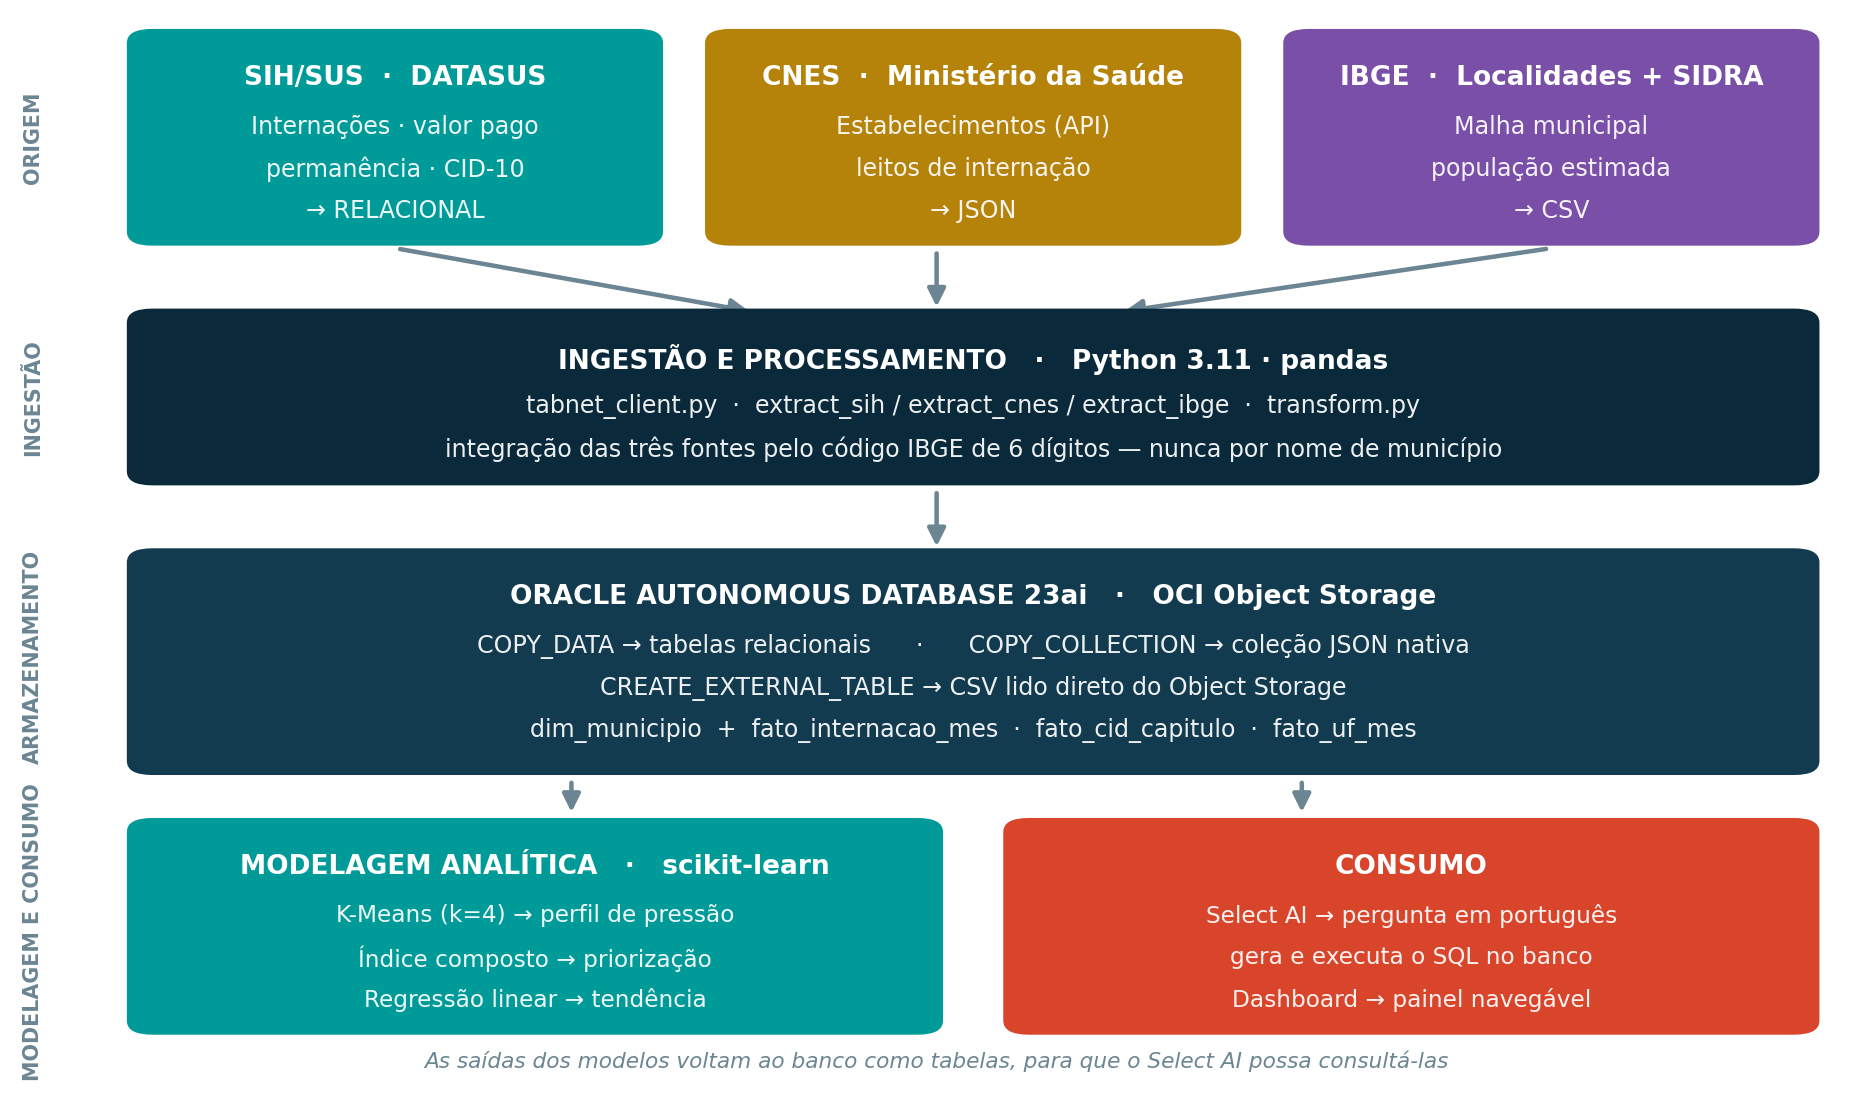 ORIGEM
SIH/SUS · DATASUS
Internações · valor pago
permanência · CID-10
→ RELACIONAL
CNES · Ministério da Saúde
Estabelecimentos (API)
leitos de internação
→ JSON
IBGE · Localidades + SIDRA
Malha municipal
população estimada
→ CSV
INGESTÃO
INGESTÃO E PROCESSAMENTO · Python 3.11 · pandas
tabnet_client.py · extract_sih / extract_cnes / extract_ibge · transform.py
integração das três fontes pelo código IBGE de 6 dígitos — nunca por nome de município
ARMAZENAMENTO
ORACLE AUTONOMOUS DATABASE 23ai · OCI Object Storage
COPY_DATA → tabelas relacionais · COPY_COLLECTION → coleção JSON nativa
CREATE_EXTERNAL_TABLE → CSV lido direto do Object Storage
dim_municipio + fato_internacao_mes · fato_cid_capitulo · fato_uf_mes
MODELAGEM E CONSUMO
MODELAGEM ANALÍTICA · scikit-learn
K-Means (k=4) → perfil de pressão
Índice composto → priorização
Regressão linear → tendência
CONSUMO
Select AI → pergunta em português
gera e executa o SQL no banco
Dashboard → painel navegável
As saídas dos modelos voltam ao banco como tabelas, para que o Select AI possa consultá-las